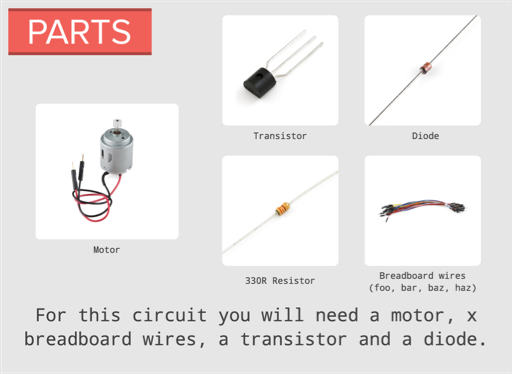 PARTS
Transistor
Diode
Motor
330R Resistor
Breadboard wires
(foo, bar, baz, haz)
For this circuit you will need a motor, x
breadboard wires, a transistor and a diode.